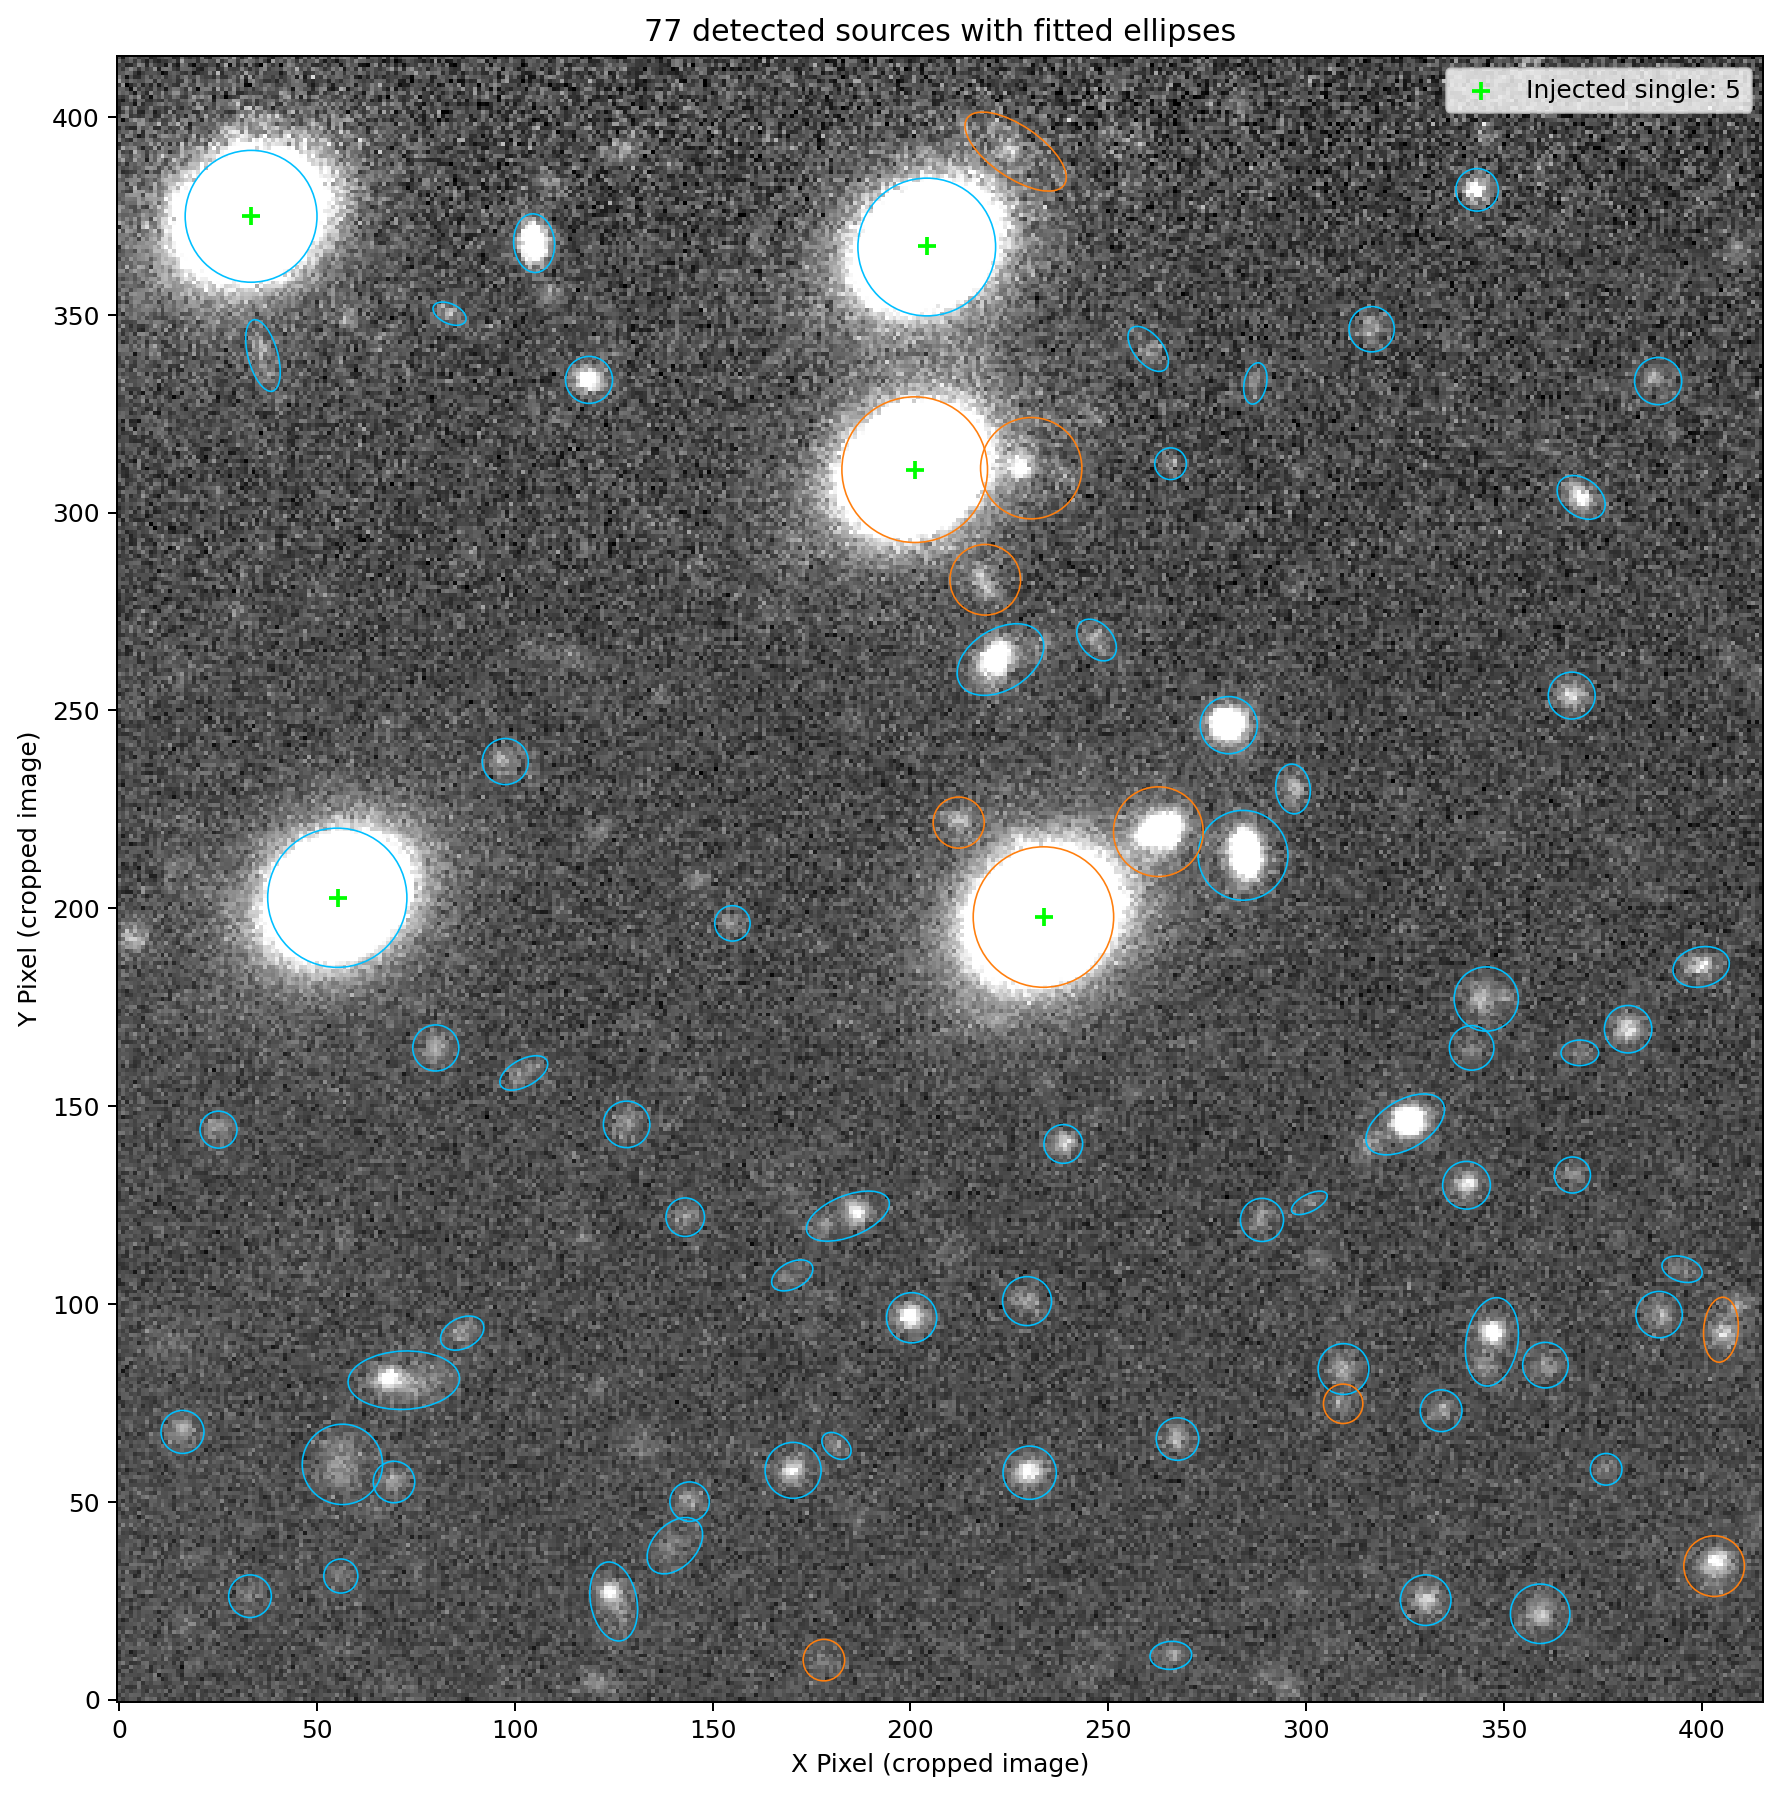 77 detected sources with fitted ellipses
Injected single: 5
400
350
300
250
200
150
100
50
0
Y Pixel (cropped image)
0 50 100 150 200 250 300 350 400
X Pixel (cropped image)